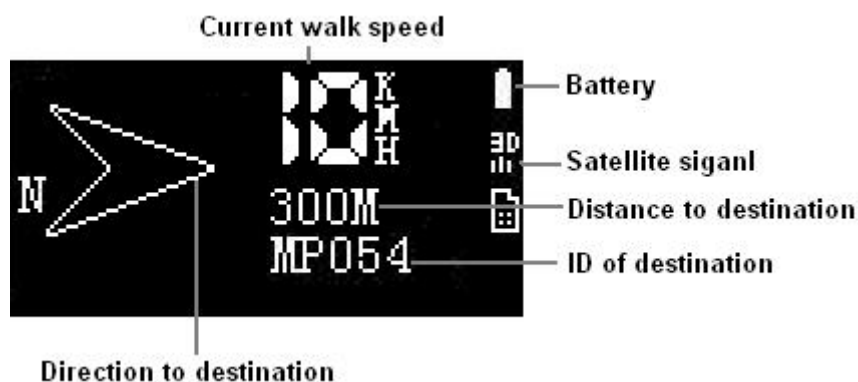 Current walk speed
10 KMH
Battery
3D
Satellite siganl
N
300M
Distance to destination
MP054
ID of destination
Direction to destination